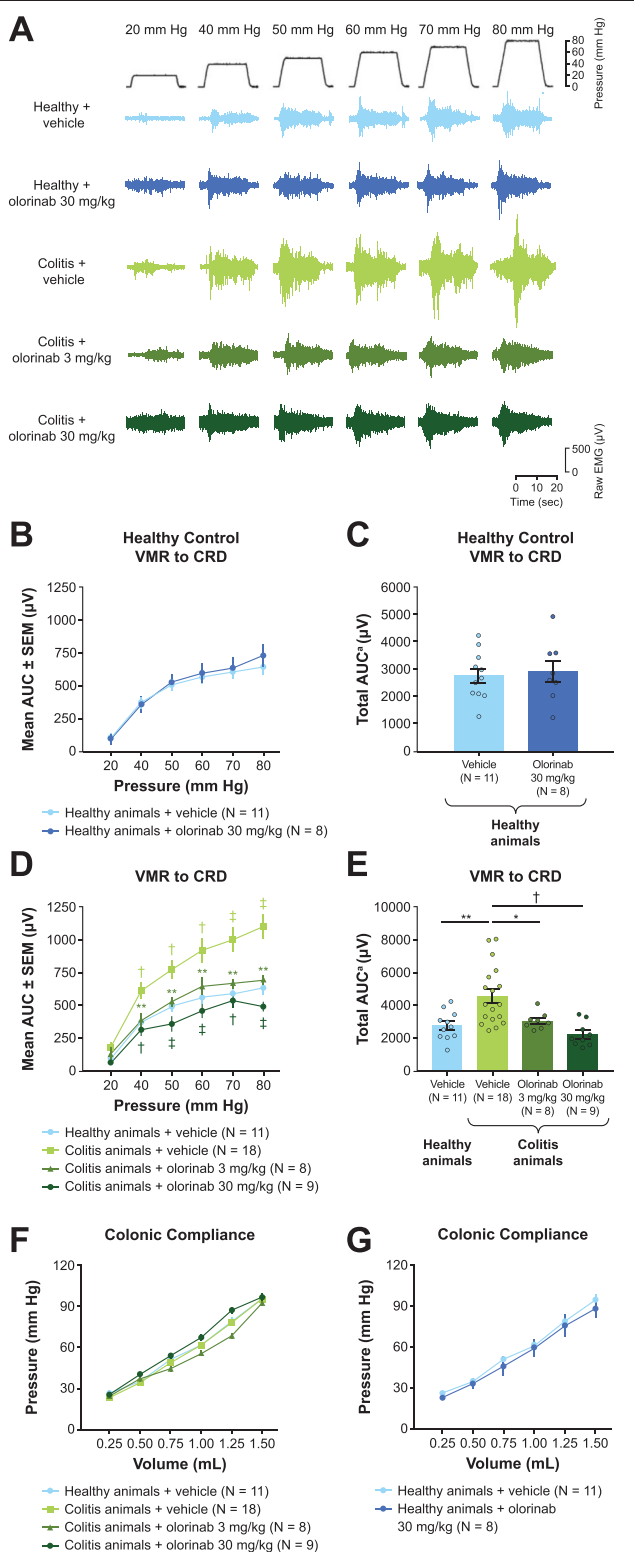 A
20 mm Hg 40 mm Hg 50 mm Hg 60 mm Hg 70 mm Hg 80 mm Hg
80
60
40
20
0
Pressure (mm Hg)
Healthy +
vehicle
Healthy +
olorinab 30 mg/kg
Colitis +
vehicle
Colitis +
olorinab 3 mg/kg
Colitis +
olorinab 30 mg/kg
500
0
Raw EMG (µV)
0 10 20
Time (sec)
B
Healthy Control
VMR to CRD
Mean AUC ± SEM (µV)
1250
1000
750
500
250
0
20 40 50 60 70 80
Pressure (mm Hg)
Healthy animals + vehicle (N = 11)
Healthy animals + olorinab 30 mg/kg (N = 8)
C
Healthy Control
VMR to CRD
Total AUCᵃ (µV)
6000
5000
4000
3000
2000
1000
0
Vehicle
(N = 11)
Olorinab
30 mg/kg
(N = 8)
Healthy
animals
D
VMR to CRD
Mean AUC ± SEM (µV)
1250
1000
750
500
250
0
† † † ‡ ‡
** ** ** ** **
† ‡ ‡ † ‡
20 40 50 60 70 80
Pressure (mm Hg)
Healthy animals + vehicle (N = 11)
Colitis animals + vehicle (N = 18)
Colitis animals + olorinab 3 mg/kg (N = 8)
Colitis animals + olorinab 30 mg/kg (N = 9)
E
VMR to CRD
Total AUCᵃ (µV)
10000
8000
6000
4000
2000
0
†
** *
Vehicle
(N = 11)
Vehicle
(N = 18)
Olorinab
3 mg/kg
(N = 8)
Olorinab
30 mg/kg
(N = 9)
Healthy
animals
Colitis
animals
F
Colonic Compliance
Pressure (mm Hg)
120
90
60
30
0
0.25 0.50 0.75 1.00 1.25 1.50
Volume (mL)
Healthy animals + vehicle (N = 11)
Colitis animals + vehicle (N = 18)
Colitis animals + olorinab 3 mg/kg (N = 8)
Colitis animals + olorinab 30 mg/kg (N = 9)
G
Colonic Compliance
Pressure (mm Hg)
120
90
60
30
0
0.25 0.50 0.75 1.00 1.25 1.50
Volume (mL)
Healthy animals + vehicle (N = 11)
Healthy animals + olorinab
30 mg/kg (N = 8)